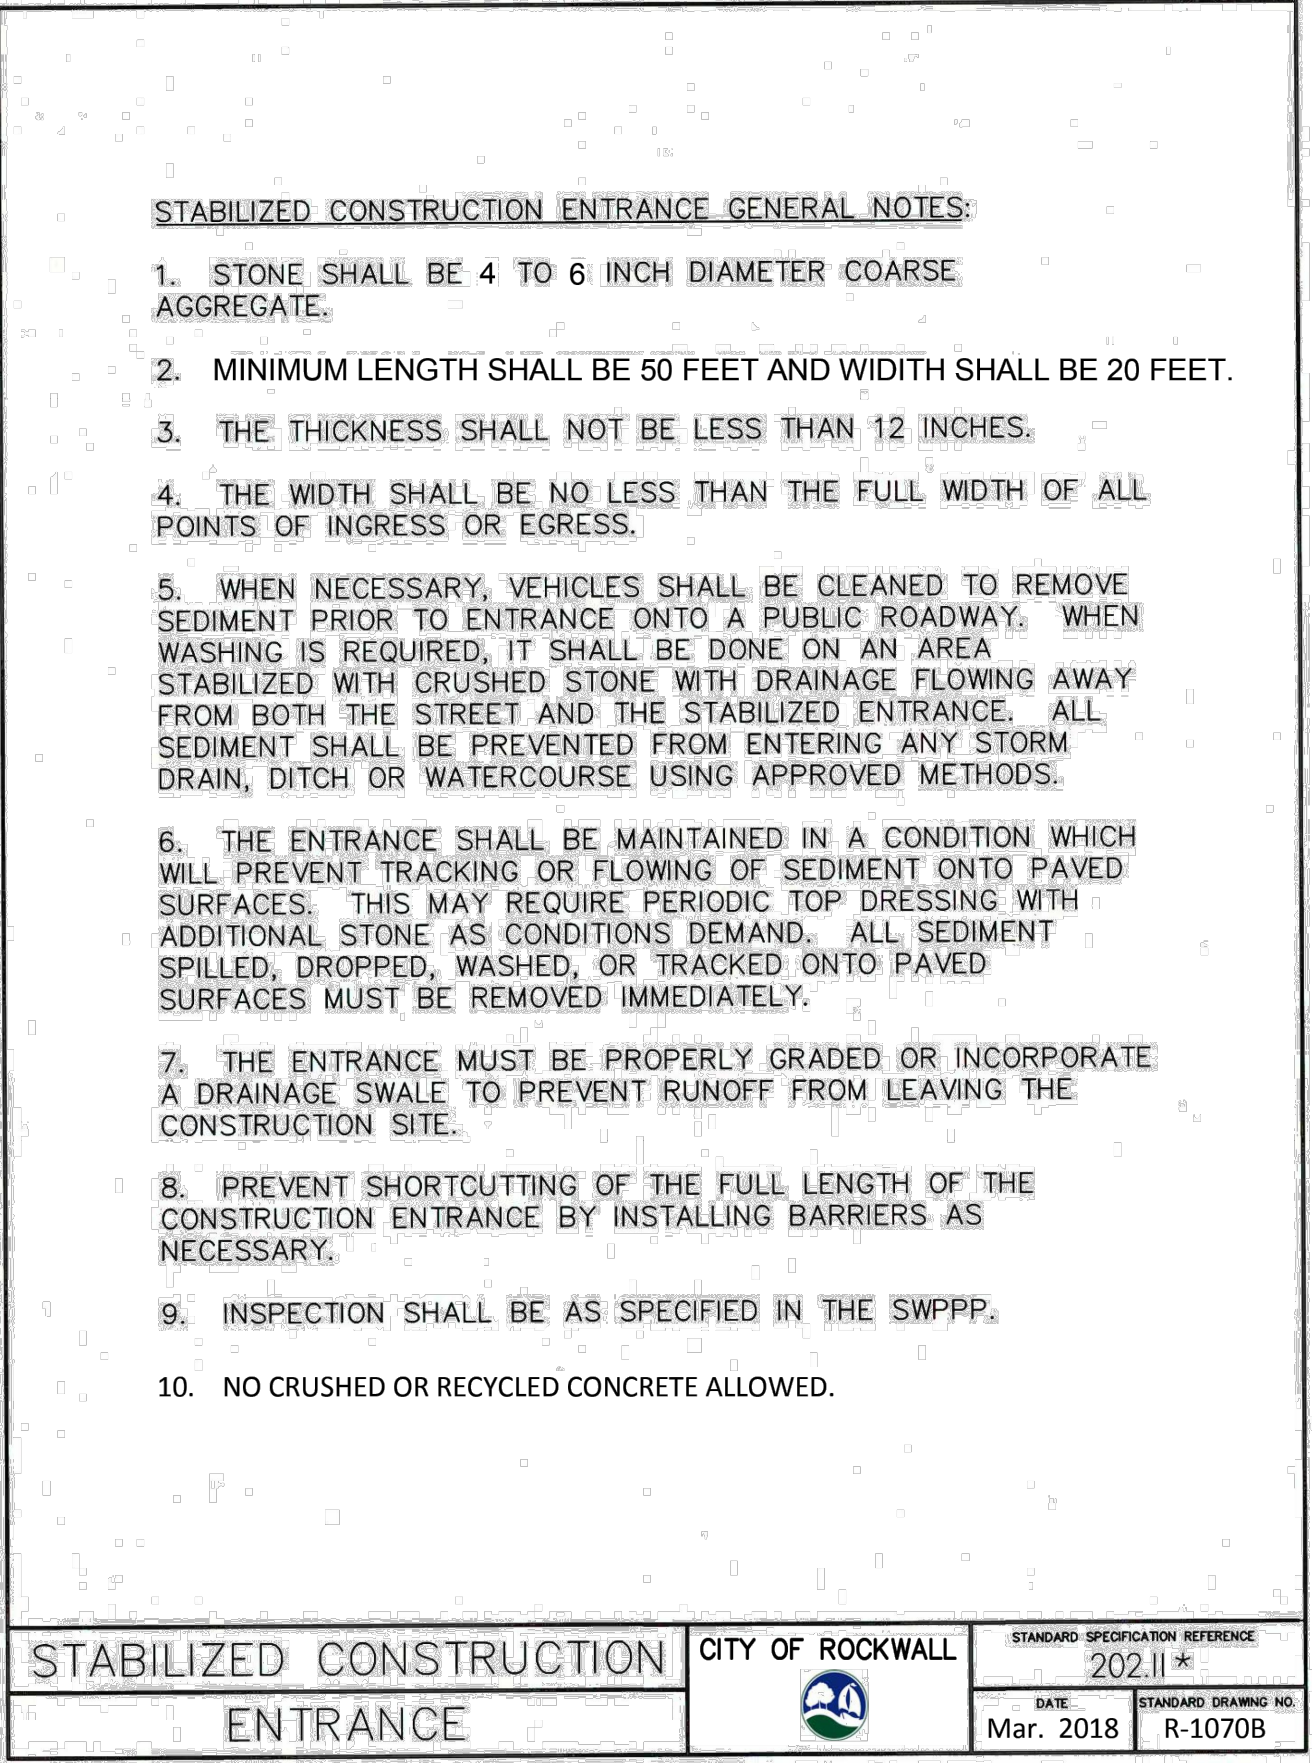 STABILIZED CONSTRUCTION ENTRANCE GENERAL NOTES:
1. STONE SHALL BE 4 TO 6 INCH DIAMETER COARSE
AGGREGATE.
2. MINIMUM LENGTH SHALL BE 50 FEET AND WIDITH SHALL BE 20 FEET.
3. THE THICKNESS SHALL NOT BE LESS THAN 12 INCHES.
4. THE WIDTH SHALL BE NO LESS THAN THE FULL WIDTH OF ALL
POINTS OF INGRESS OR EGRESS.
5. WHEN NECESSARY, VEHICLES SHALL BE CLEANED TO REMOVE
SEDIMENT PRIOR TO ENTRANCE ONTO A PUBLIC ROADWAY. WHEN
WASHING IS REQUIRED, IT SHALL BE DONE ON AN AREA
STABILIZED WITH CRUSHED STONE WITH DRAINAGE FLOWING AWAY
FROM BOTH THE STREET AND THE STABILIZED ENTRANCE. ALL
SEDIMENT SHALL BE PREVENTED FROM ENTERING ANY STORM
DRAIN, DITCH OR WATERCOURSE USING APPROVED METHODS.
6. THE ENTRANCE SHALL BE MAINTAINED IN A CONDITION WHICH
WILL PREVENT TRACKING OR FLOWING OF SEDIMENT ONTO PAVED
SURFACES. THIS MAY REQUIRE PERIODIC TOP DRESSING WITH
ADDITIONAL STONE AS CONDITIONS DEMAND. ALL SEDIMENT
SPILLED, DROPPED, WASHED, OR TRACKED ONTO PAVED
SURFACES MUST BE REMOVED IMMEDIATELY.
7. THE ENTRANCE MUST BE PROPERLY GRADED OR INCORPORATE
A DRAINAGE SWALE TO PREVENT RUNOFF FROM LEAVING THE
CONSTRUCTION SITE.
8. PREVENT SHORTCUTTING OF THE FULL LENGTH OF THE
CONSTRUCTION ENTRANCE BY INSTALLING BARRIERS AS
NECESSARY.
9. INSPECTION SHALL BE AS SPECIFIED IN THE SWPPP.
10. NO CRUSHED OR RECYCLED CONCRETE ALLOWED.
STABILIZED CONSTRUCTION
ENTRANCE
CITY OF ROCKWALL
STANDARD SPECIFICATION REFERENCE
202.11 *
DATE
Mar. 2018
STANDARD DRAWING NO.
R-1070B